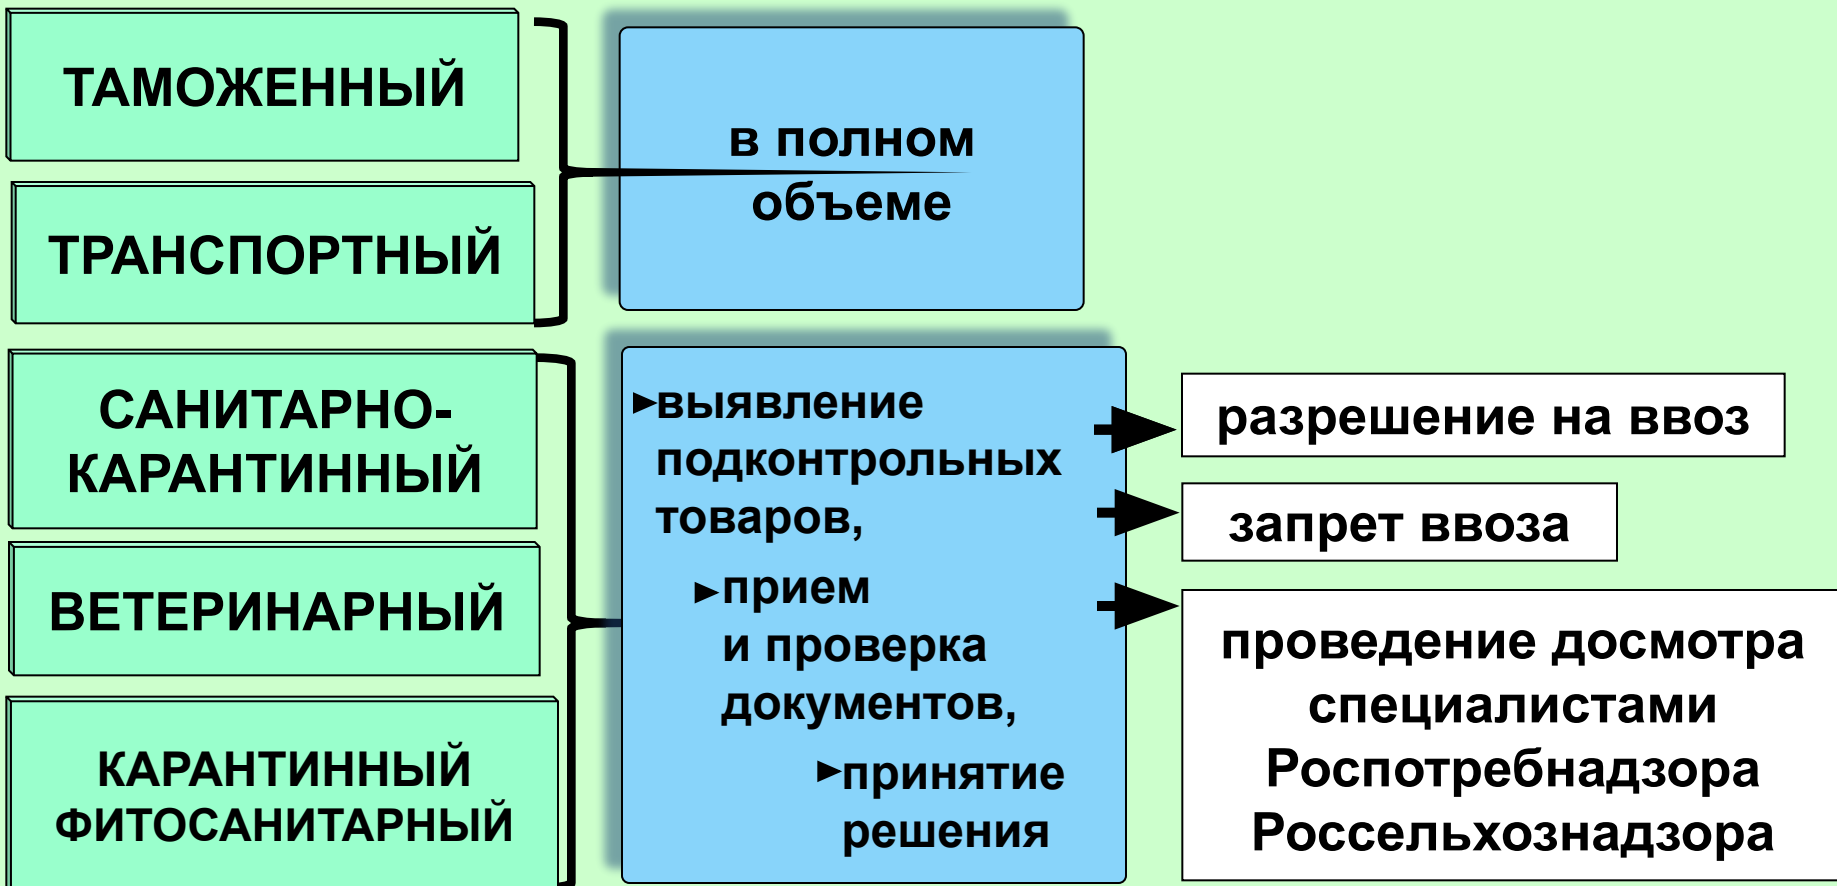 ТАМОЖЕННЫЙ
ТРАНСПОРТНЫЙ
в полном
объеме
САНИТАРНО-
КАРАНТИННЫЙ
ВЕТЕРИНАРНЫЙ
КАРАНТИННЫЙ
ФИТОСАНИТАРНЫЙ
►выявление
подконтрольных
товаров,
►прием
и проверка
документов,
►принятие
решения
разрешение на ввоз
запрет ввоза
проведение досмотра
специалистами
Роспотребнадзора
Россельхознадзора